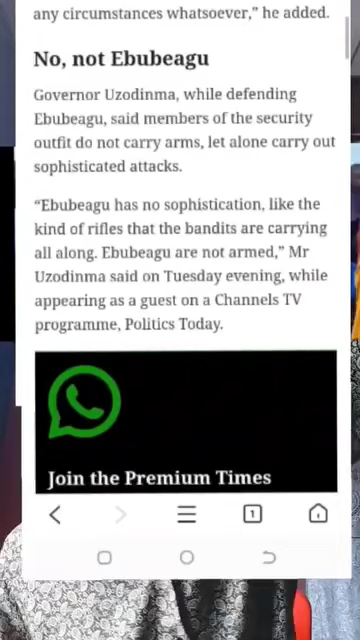 any circumstances whatsoever,” he added.
No, not Ebubeagu
Governor Uzodinma, while defending
Ebubeagu, said members of the security
outfit do not carry arms, let alone carry out
sophisticated attacks.
“Ebubeagu has no sophistication, like the
kind of rifles that the bandits are carrying
all along. Ebubeagu are not armed,” Mr
Uzodinma said on Tuesday evening, while
appearing as a guest on a Channels TV
programme, Politics Today.
Join the Premium Times
1